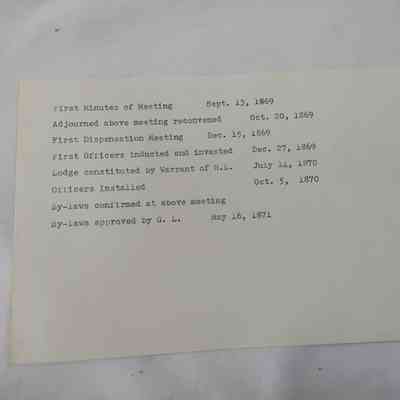 First Minutes of Meeting Sept. 13, 1869
Adjourned above meeting reconvened Oct. 20, 1869
First Dispensation Meeting Dec. 15, 1869
First Officers inducted and invested Dec. 27, 1869
Lodge constituted by Warrant of G.L. July 14, 1870
Officers Installed Oct. 5, 1870
By-laws confirmed at above meeting
By-laws approved by G. L. May 16, 1871